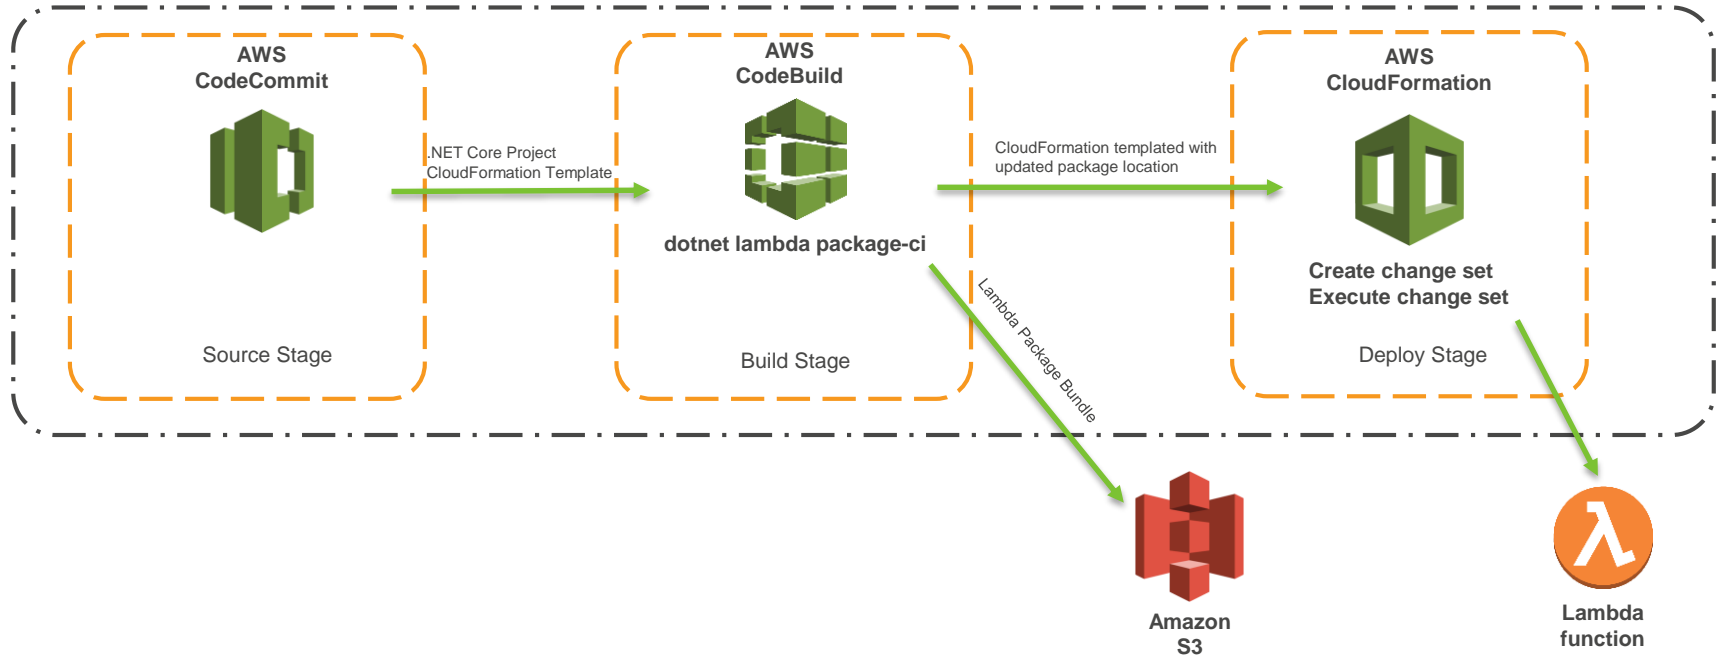 AWS
CodeCommit
Source Stage
.NET Core Project
CloudFormation Template
AWS
CodeBuild
dotnet lambda package-ci
Build Stage
CloudFormation templated with
updated package location
Lambda Package Bundle
AWS
CloudFormation
Create change set
Execute change set
Deploy Stage
Amazon
S3
Lambda
function